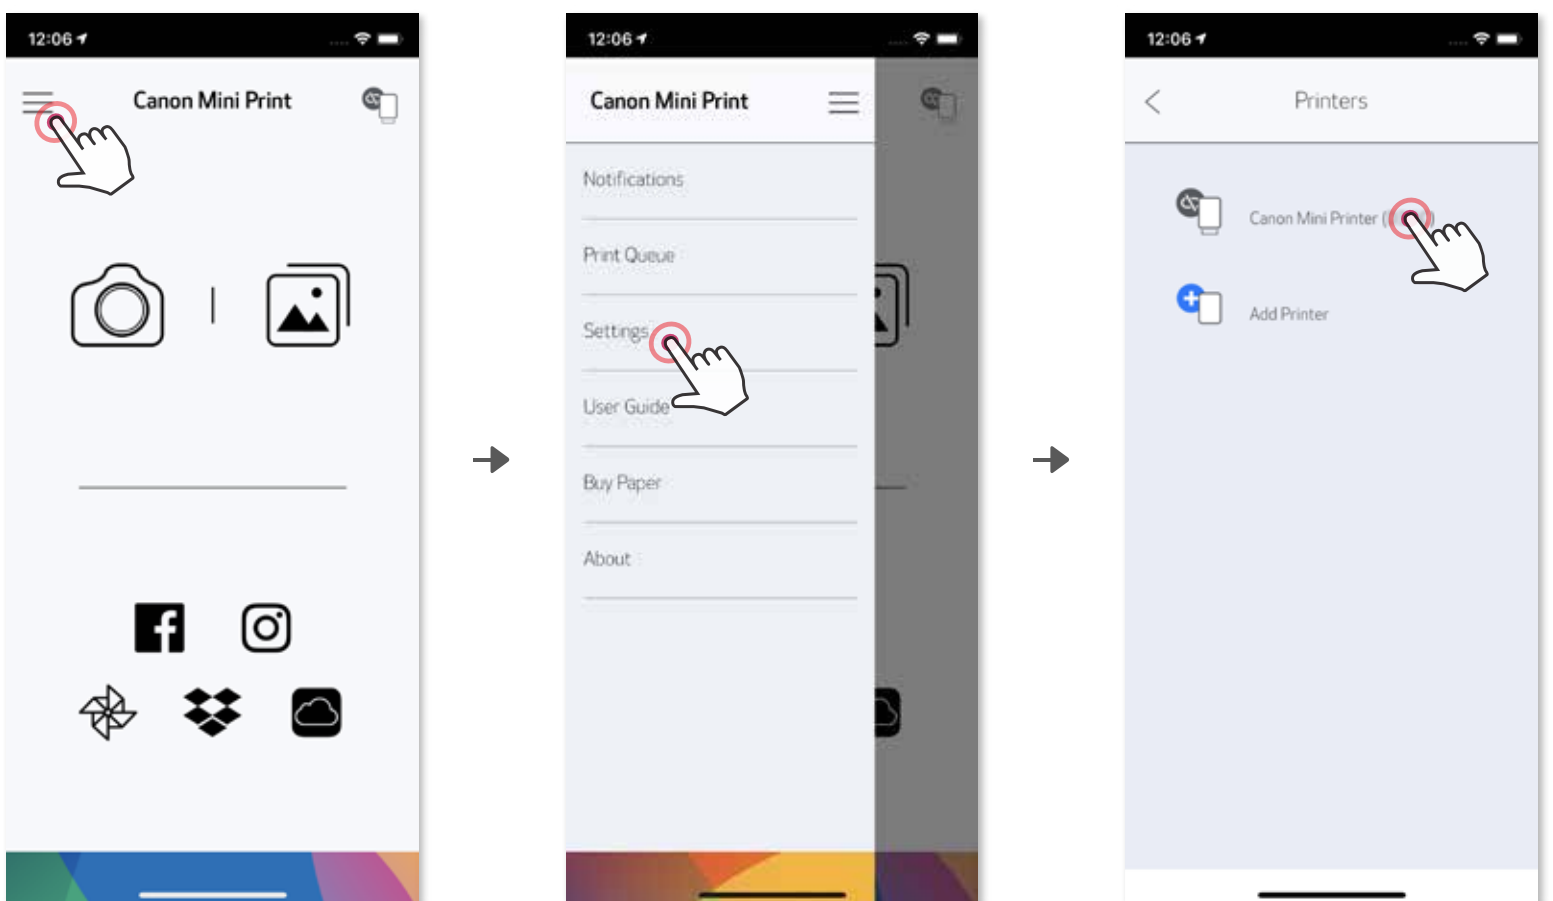 12:06
Canon Mini Print
12:06
Canon Mini Print
Notifications
Print Queue
Settings
User Guide
Buy Paper
About
12:06
Printers
Canon Mini Printer (
Add Printer